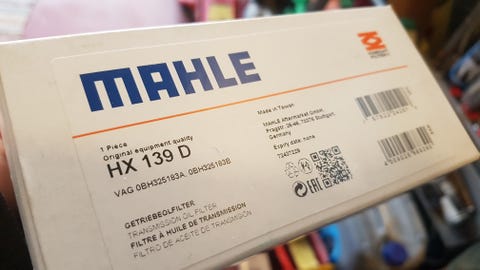 MAHLE
1 Piece
Original equipment quality
HX 139 D
VAG 0BH325183A, 0BH325183B
GETRIEBEÖLFILTER
TRANSMISSION OIL FILTER
FILTRE À HUILE DE TRANSMISSION
FILTRO DE ACEITE DE TRANSMISIÓN
Made in Taiwan
MAHLE Aftermarket GmbH,
Pragstr. 26-46, 70376 Stuttgart,
Germany
Expiry date: none
72407229
EAC